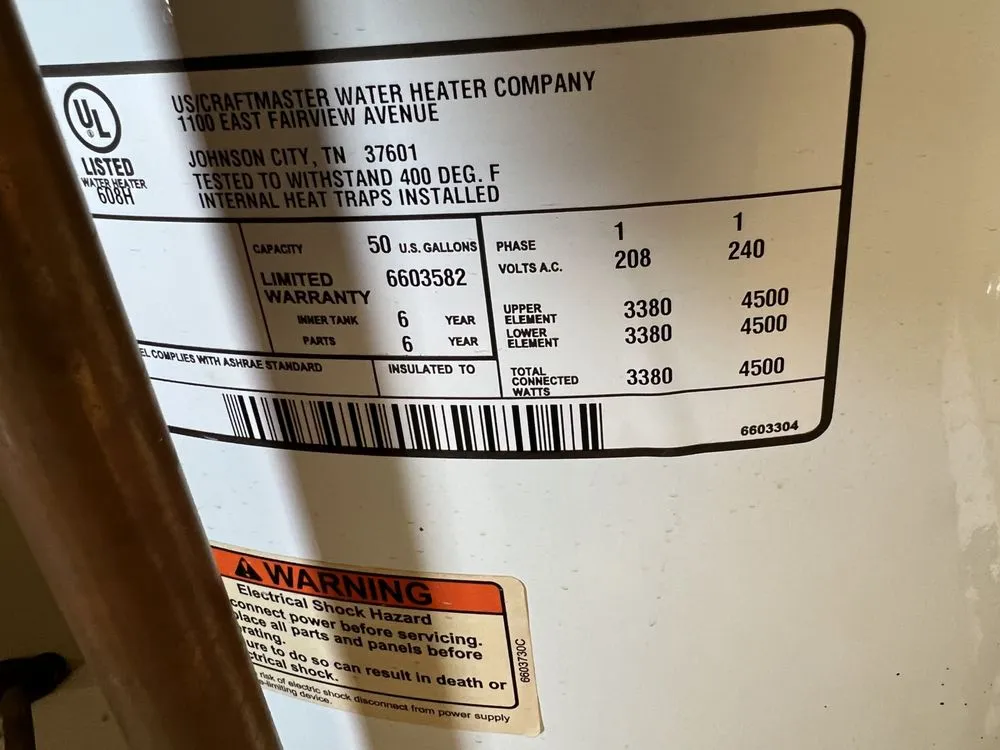 UL
LISTED
WATER HEATER
608H
US/CRAFTMASTER WATER HEATER COMPANY
1100 EAST FAIRVIEW AVENUE
JOHNSON CITY, TN 37601
TESTED TO WITHSTAND 400 DEG. F
INTERNAL HEAT TRAPS INSTALLED
CAPACITY 50 U.S. GALLONS
LIMITED WARRANTY 6603582
INNER TANK 6 YEAR
PARTS 6 YEAR
PHASE 1 1
VOLTS A.C. 208 240
UPPER ELEMENT 3380 4500
LOWER ELEMENT 3380 4500
TOTAL CONNECTED WATTS 3380 4500
EL COMPLIES WITH ASHRAE STANDARD
INSULATED TO
6603304
WARNING
Electrical Shock Hazard
connect power before servicing.
place all parts and panels before
rating.
ure to do so can result in death or
ctrical shock.
risk of electric shock disconnect from power supply
e-limiting device.
6603730C